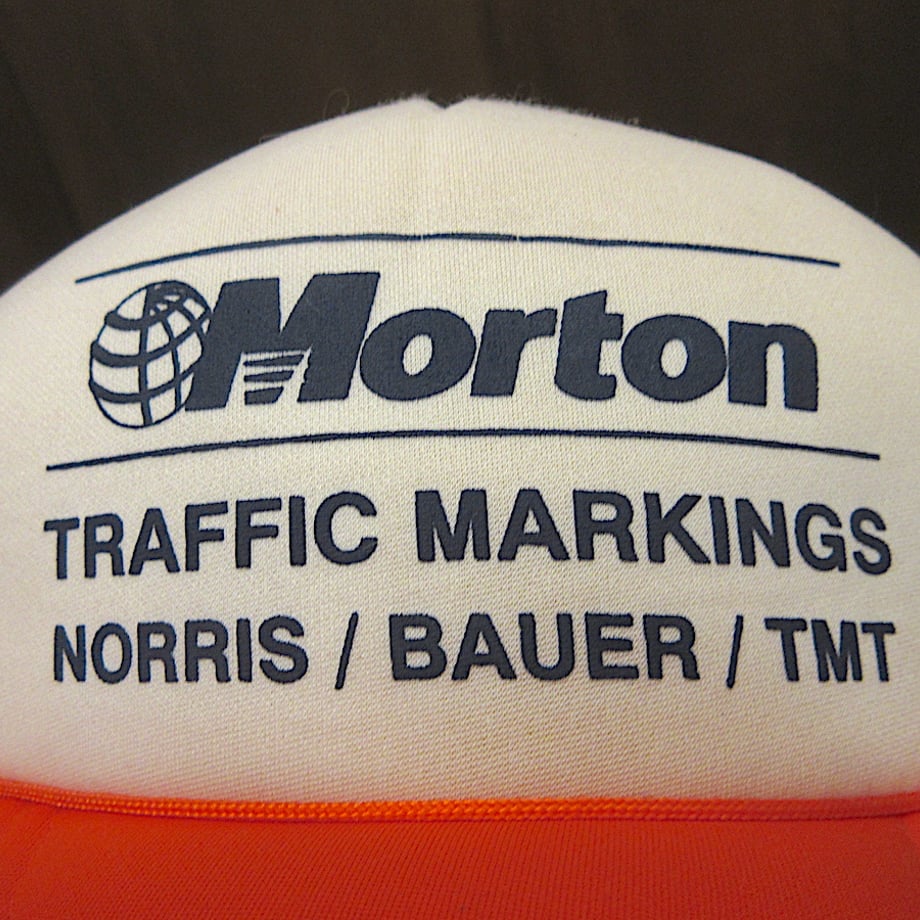 Morton
TRAFFIC MARKINGS
NORRIS / BAUER / TMT